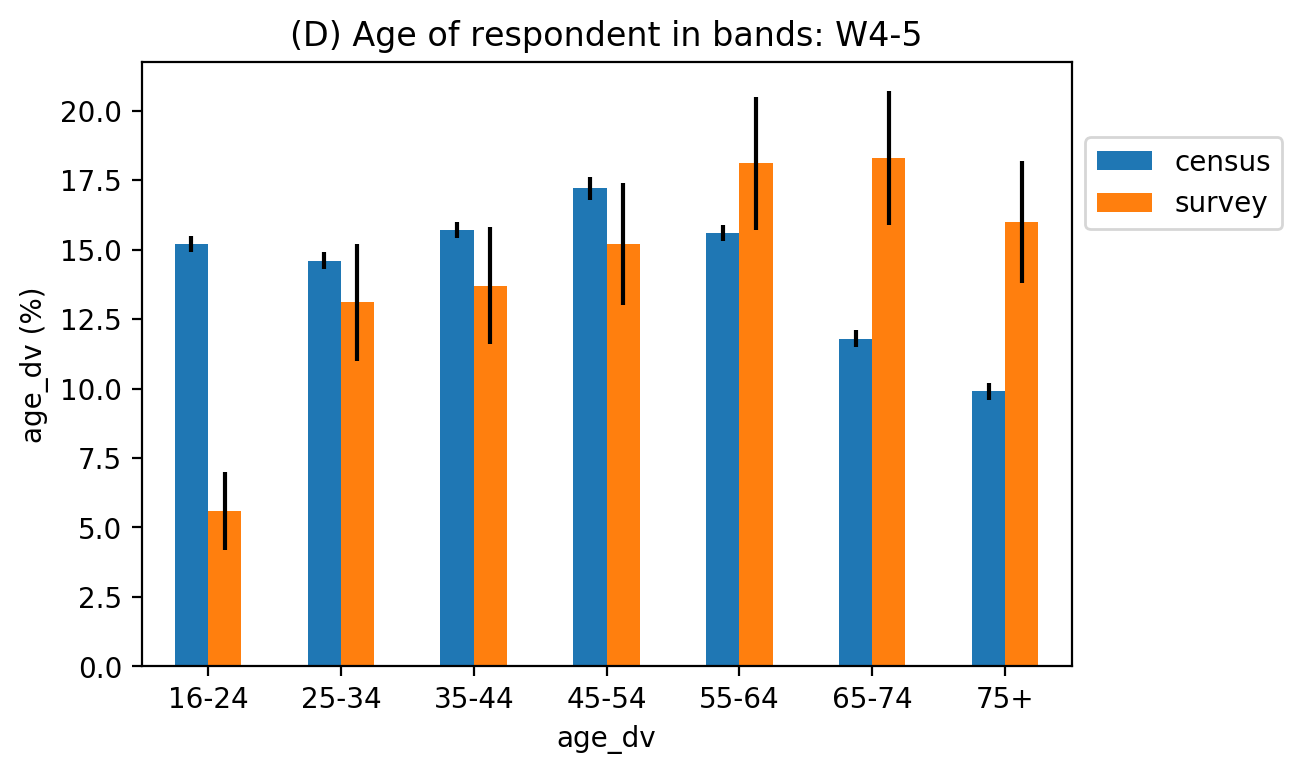 (D) Age of respondent in bands: W4-5
20.0
17.5
15.0
12.5
10.0
7.5
5.0
2.5
0.0
age_dv (%)
16-24 25-34 35-44 45-54 55-64 65-74 75+
age_dv
census
survey